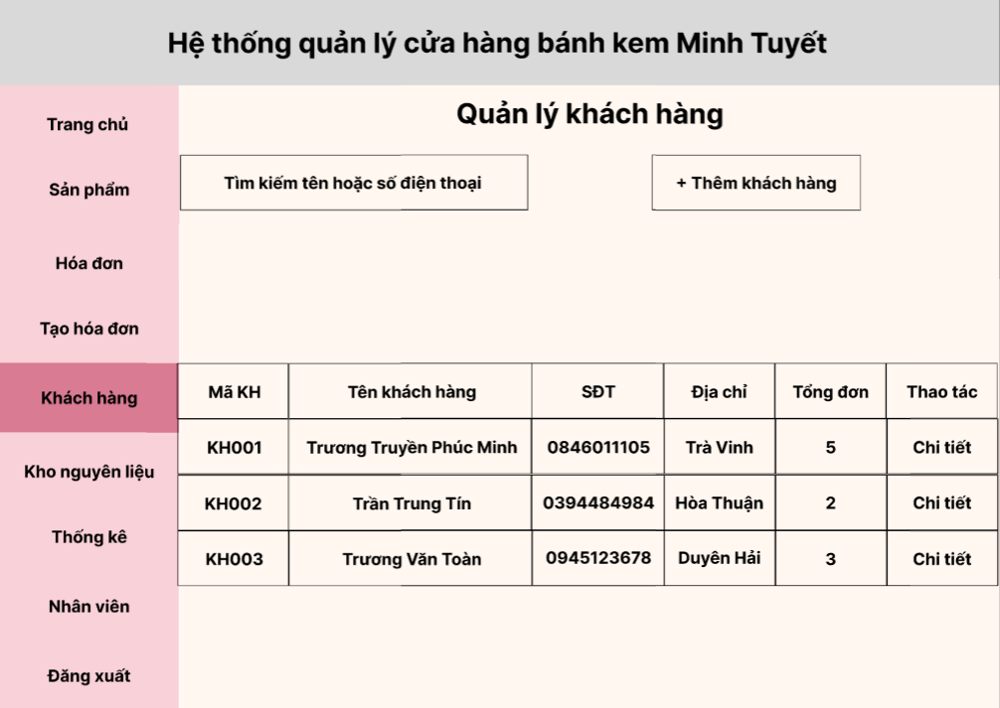 Hệ thống quản lý cửa hàng bánh kem Minh Tuyết
Trang chủ
Sản phẩm
Hóa đơn
Tạo hóa đơn
Khách hàng
Kho nguyên liệu
Thống kê
Nhân viên
Đăng xuất
Quản lý khách hàng
Tìm kiếm tên hoặc số điện thoại
+ Thêm khách hàng
Mã KH Tên khách hàng SĐT Địa chỉ Tổng đơn Thao tác
KH001 Trương Truyền Phúc Minh 0846011105 Trà Vinh 5 Chi tiết
KH002 Trần Trung Tín 0394484984 Hòa Thuận 2 Chi tiết
KH003 Trương Văn Toàn 0945123678 Duyên Hải 3 Chi tiết